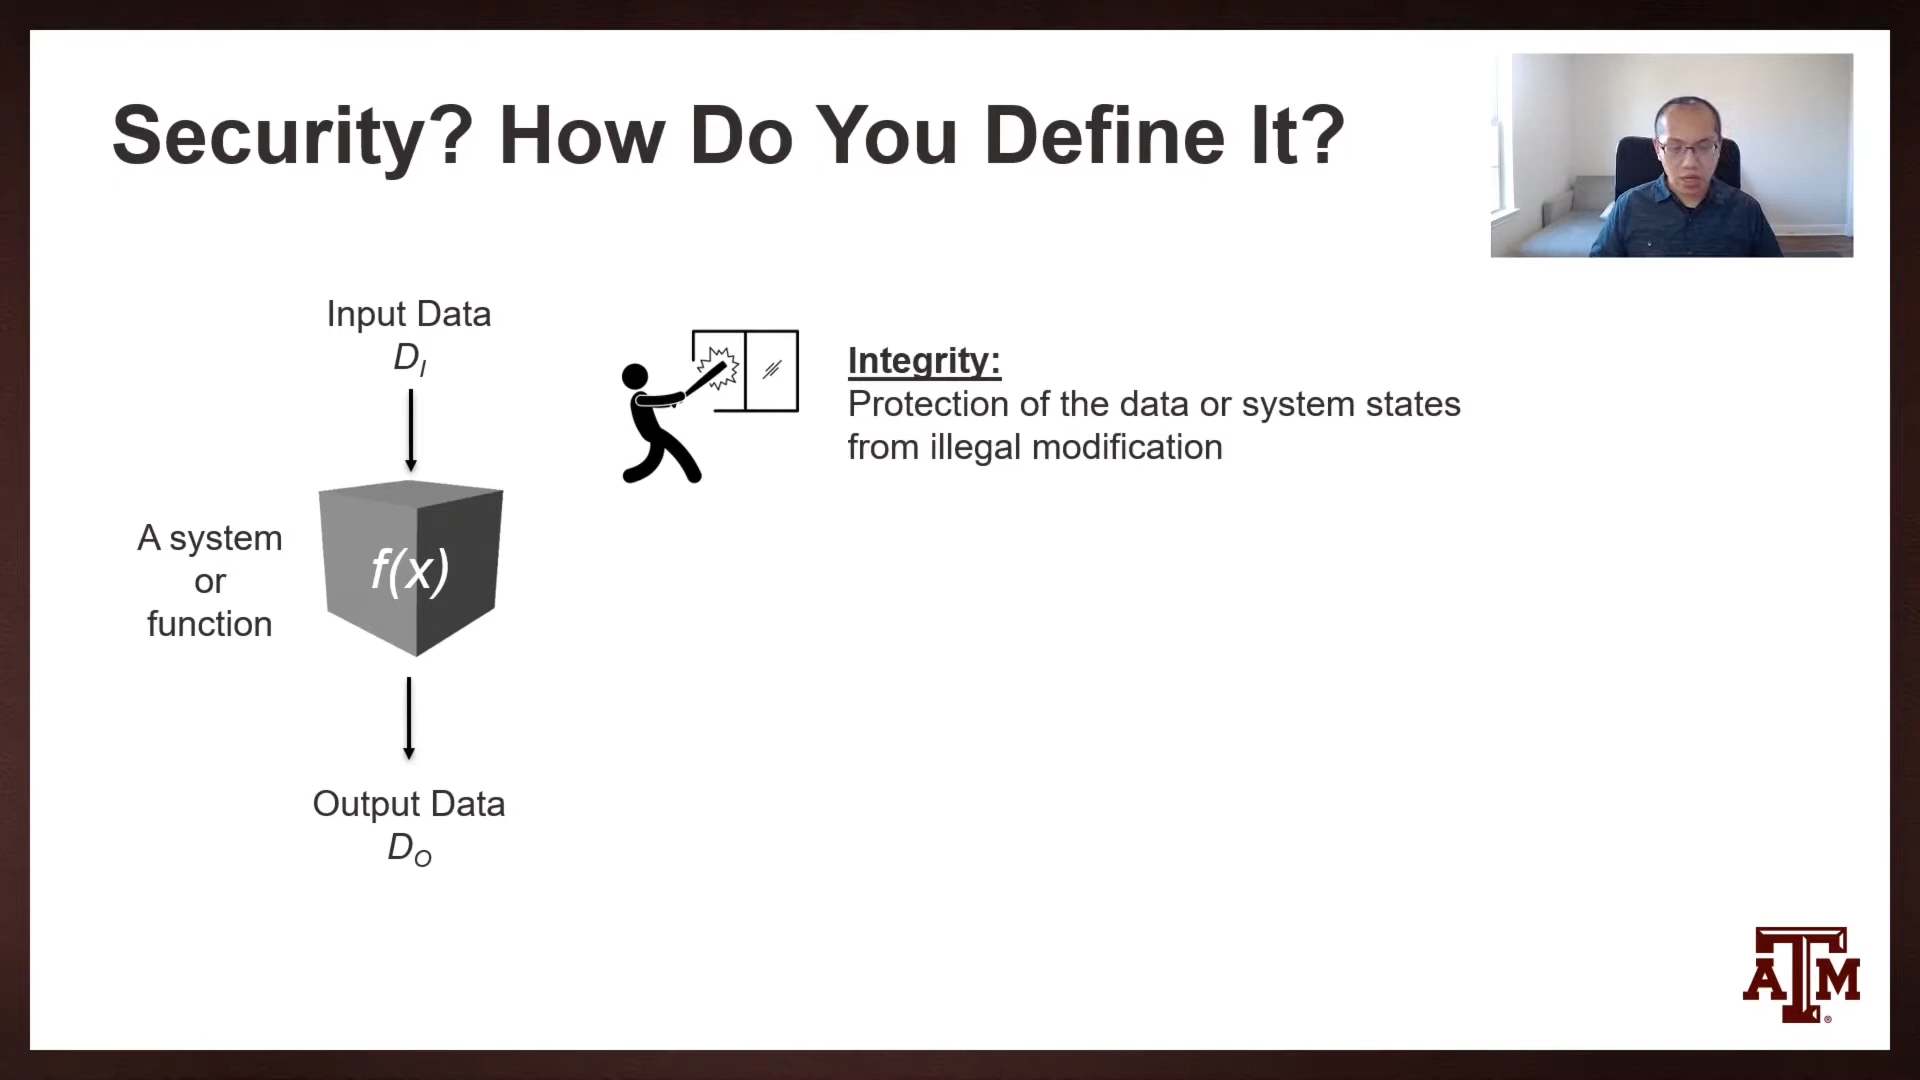 Security? How Do You Define It?
Input Data
D_I
A system
or
function
f(x)
Output Data
D_O
Integrity:
Protection of the data or system states
from illegal modification
ATM
®